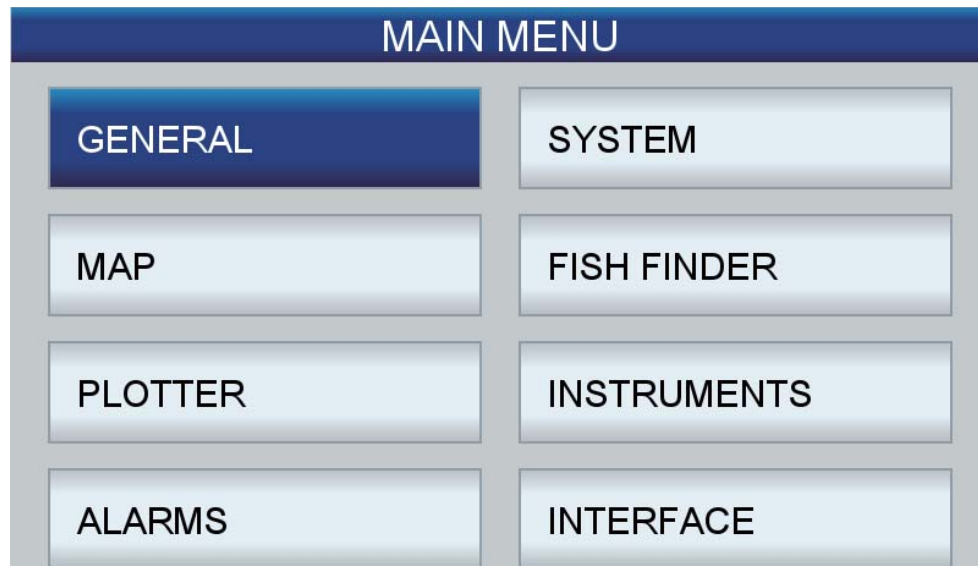 MAIN MENU
GENERAL
SYSTEM
MAP
FISH FINDER
PLOTTER
INSTRUMENTS
ALARMS
INTERFACE